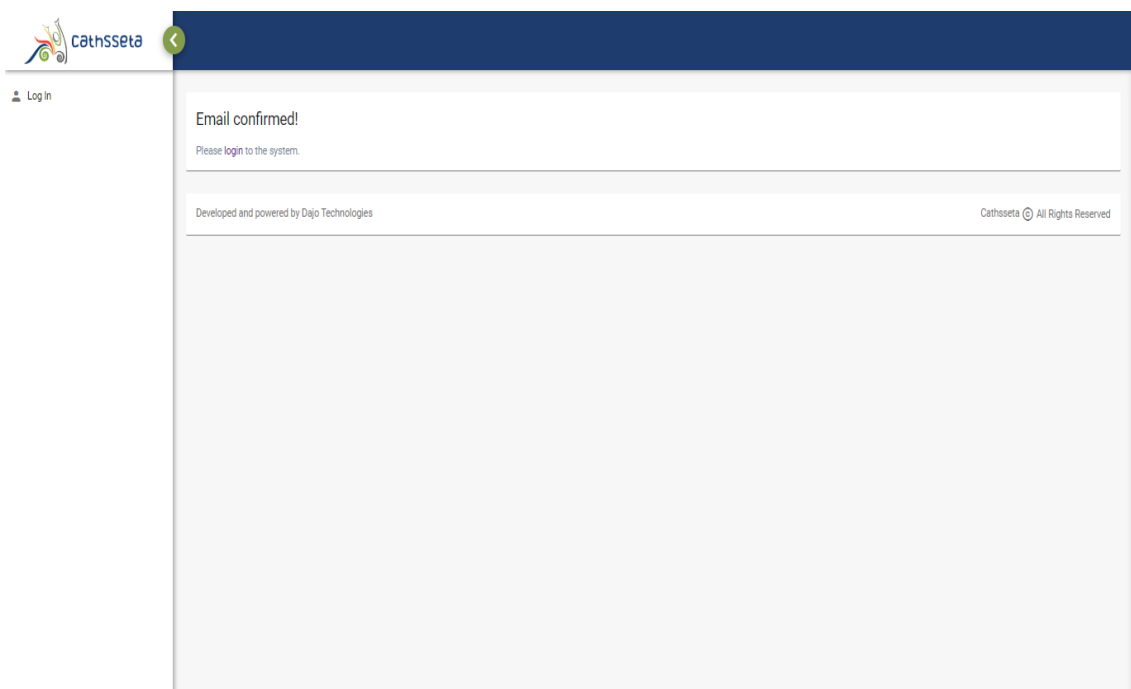 cathsseta
Log In
Email confirmed!
Please login to the system.
Developed and powered by Dajo Technologies
Cathsseta © All Rights Reserved